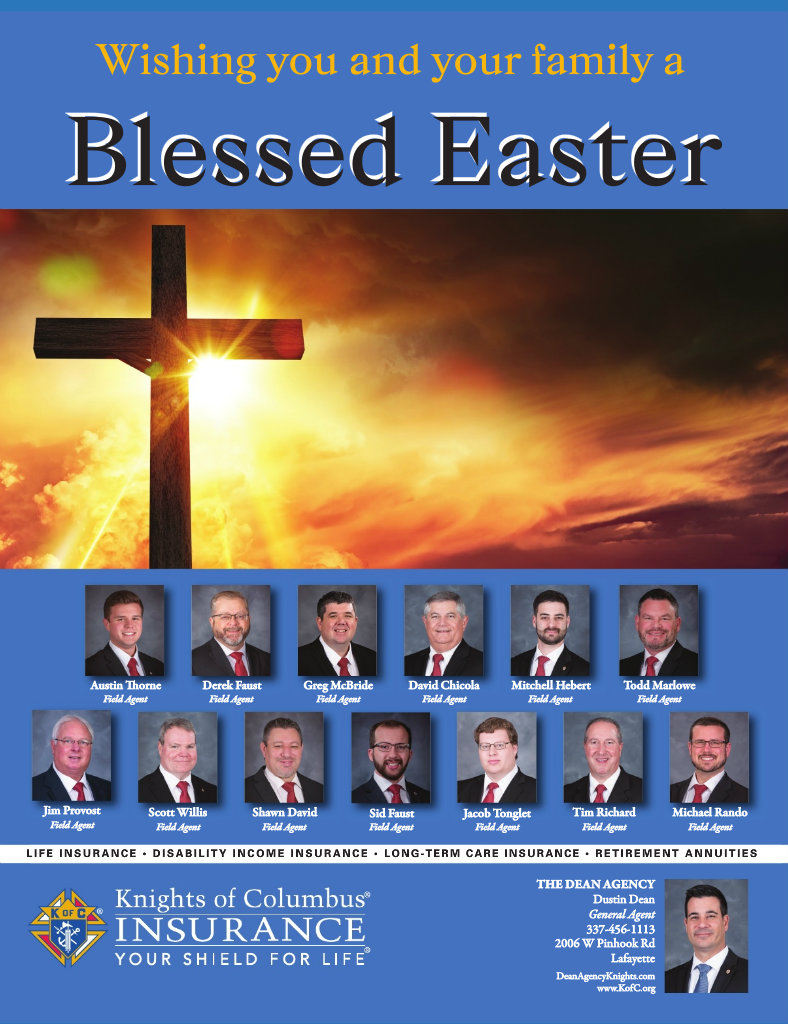 Wishing you and your family a
Blessed Easter
Austin Thorne
Field Agent
Derek Faust
Field Agent
Greg McBride
Field Agent
David Chicola
Field Agent
Mitchell Hebert
Field Agent
Todd Marlowe
Field Agent
Jim Provost
Field Agent
Scott Willis
Field Agent
Shawn David
Field Agent
Sid Faust
Field Agent
Jacob Tonglet
Field Agent
Tim Richard
Field Agent
Michael Rando
Field Agent
LIFE INSURANCE • DISABILITY INCOME INSURANCE • LONG-TERM CARE INSURANCE • RETIREMENT ANNUITIES
K OF C®
Knights of Columbus®
INSURANCE
YOUR SHIELD FOR LIFE®
THE DEAN AGENCY
Dustin Dean
General Agent
337-456-1113
2006 W Pinhook Rd
Lafayette
DeanAgencyKnights.com
www.KofC.org